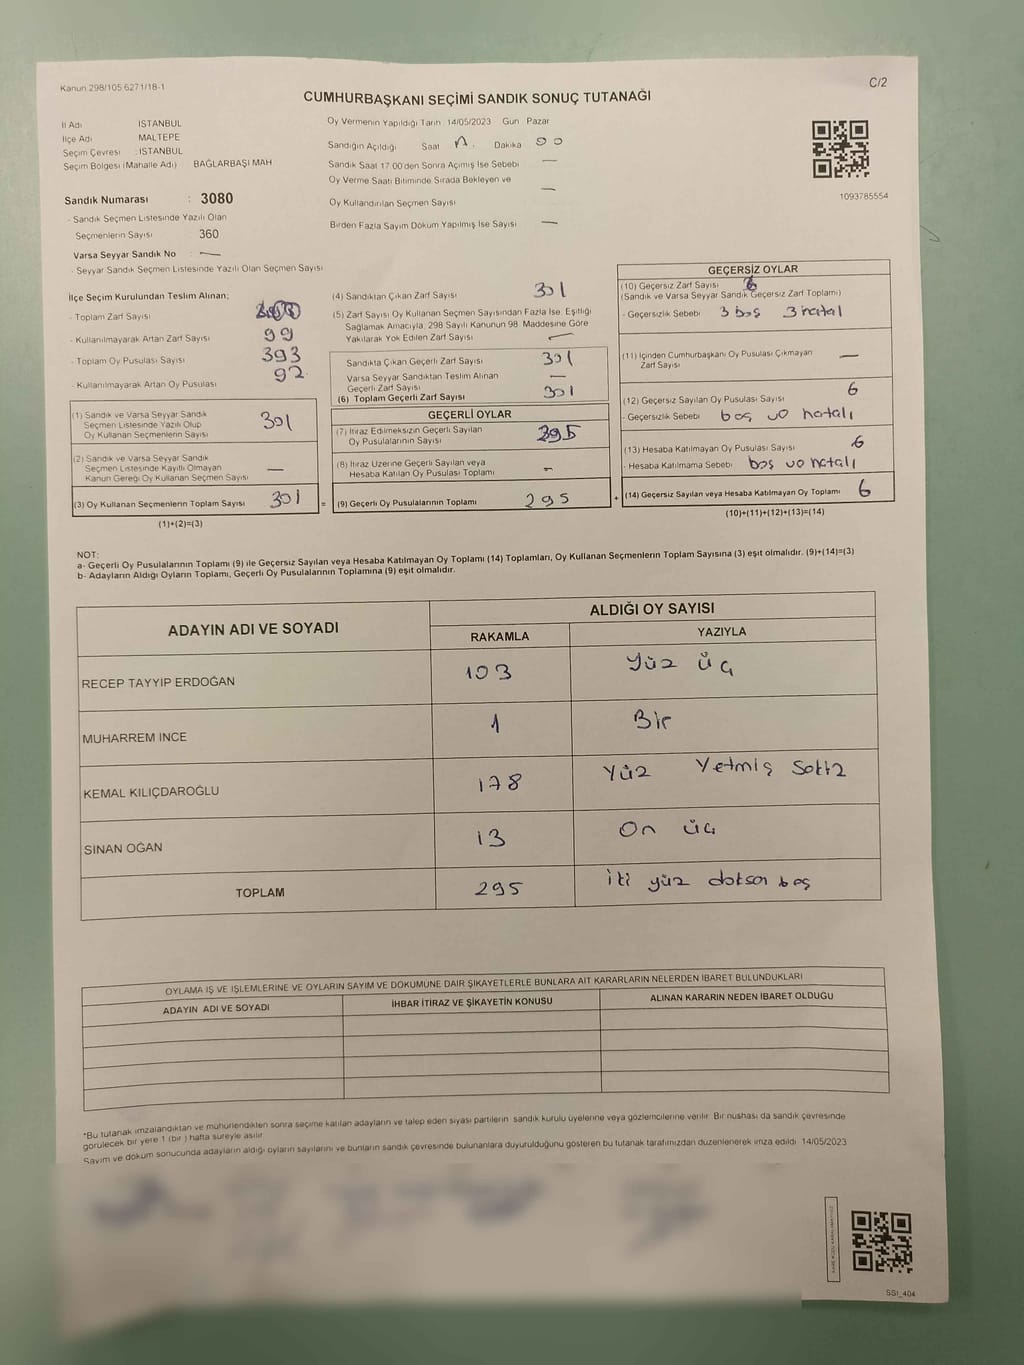 Kanun 298/105 6271/18-1
C/2
CUMHURBAŞKANI SEÇİMİ SANDIK SONUÇ TUTANAĞI
İl Adı İSTANBUL
İlçe Adı MALTEPE
Seçim Çevresi : İSTANBUL
Seçim Bölgesi (Mahalle Adı) BAĞLARBAŞI MAH
Sandık Numarası : 3080
- Sandık Seçmen Listesinde Yazılı Olan
Seçmenlerin Sayısı 360
Varsa Seyyar Sandık No : —
- Seyyar Sandık Seçmen Listesinde Yazılı Olan Seçmen Sayısı
Oy Vermenin Yapıldığı Tarih 14/05/2023 Gün Pazar
Sandığın Açıldığı Saat Dakika 00
Sandık Saat 17 00'den Sonra Açılmış İse Sebebi —
Oy Verme Saati Bitiminde Sırada Bekleyen ve
Oy Kullandırılan Seçmen Sayısı —
Birden Fazla Sayım Döküm Yapılmış İse Sayısı —
1093785554
İlçe Seçim Kurulundan Teslim Alınan;
- Toplam Zarf Sayısı
- Kullanılmayarak Artan Zarf Sayısı 99
- Toplam Oy Pusulası Sayısı 393
- Kullanılmayarak Artan Oy Pusulası 92
(1) Sandık ve Varsa Seyyar Sandık
Seçmen Listesinde Yazılı Olup
Oy Kullanan Seçmenlerin Sayısı 301
(2) Sandık ve Varsa Seyyar Sandık
Seçmen Listesinde Kayıtlı Olmayan
Kanun Gereği Oy Kullanan Seçmen Sayısı —
(3) Oy Kullanan Seçmenlerin Toplam Sayısı 301 =
(1)+(2)=(3)
(4) Sandıktan Çıkan Zarf Sayısı 301
(5) Zarf Sayısı Oy Kullanan Seçmen Sayısından Fazla İse, Eşitliği
Sağlamak Amacıyla, 298 Sayılı Kanunun 98. Maddesine Göre
Yakılarak Yok Edilen Zarf Sayısı —
Sandıkta Çıkan Geçerli Zarf Sayısı 301
Varsa Seyyar Sandıktan Teslim Alınan
Geçerli Zarf Sayısı —
(6) Toplam Geçerli Zarf Sayısı 301
GEÇERLİ OYLAR
(7) İtiraz Edilmeksizin Geçerli Sayılan
Oy Pusulalarının Sayısı 295
(8) İtiraz Üzerine Geçerli Sayılan veya
Hesaba Katılan Oy Pusulası Toplamı -
(9) Geçerli Oy Pusulalarının Toplamı 295 +
GEÇERSİZ OYLAR
(10) Geçersiz Zarf Sayısı 6
(Sandık ve Varsa Seyyar Sandık Geçersiz Zarf Toplamı)
- Geçersizlik Sebebi 3 boş 3 hatal
(11) İçinden Cumhurbaşkanı Oy Pusulası Çıkmayan
Zarf Sayısı —
(12) Geçersiz Sayılan Oy Pusulası Sayısı 6
- Geçersizlik Sebebi boş ve hatalı
(13) Hesaba Katılmayan Oy Pusulası Sayısı 6
- Hesaba Katılmama Sebebi boş ve hatalı
(14) Geçersiz Sayılan veya Hesaba Katılmayan Oy Toplamı 6
(10)+(11)+(12)+(13)=(14)
NOT:
a- Geçerli Oy Pusulalarının Toplamı (9) ile Geçersiz Sayılan veya Hesaba Katılmayan Oy Toplamı (14) Toplamları, Oy Kullanan Seçmenlerin Toplam Sayısına (3) eşit olmalıdır. (9)+(14)=(3)
b- Adayların Aldığı Oyların Toplamı, Geçerli Oy Pusulalarının Toplamına (9) eşit olmalıdır.
ADAYIN ADI VE SOYADI ALDIĞI OY SAYISI
RAKAMLA YAZIYLA
RECEP TAYYIP ERDOĞAN 103 Yüz üç
MUHARREM İNCE 1 Bir
KEMAL KILIÇDAROĞLU 178 Yüz Yetmiş Sekiz
SİNAN OĞAN 13 On üç
TOPLAM 295 İki yüz doksan beş
OYLAMA İŞ VE İŞLEMLERİNE VE OYLARIN SAYIM VE DÖKÜMÜNE DAİR ŞİKAYETLERLE BUNLARA AİT KARARLARIN NELERDEN İBARET BULUNDUKLARI
ADAYIN ADI VE SOYADI İHBAR İTİRAZ VE ŞİKAYETİN KONUSU ALINAN KARARIN NEDEN İBARET OLDUĞU
*Bu tutanak imzalandıktan ve mühürlendikten sonra seçime katılan adayların ve talep eden siyasi partilerin sandık kurulu üyelerine veya gözlemcilerine verilir. Bir nushası da sandık çevresinde
görülecek bir yere 1 (bir) hafta süreyle asılır
Sayım ve döküm sonucunda adayların aldığı oyların sayılarını ve bunların sandık çevresinde bulunanlara duyurulduğunu gösteren bu tutanak tarafımızdan düzenlenerek imza edildi 14/05/2023
SSI_404